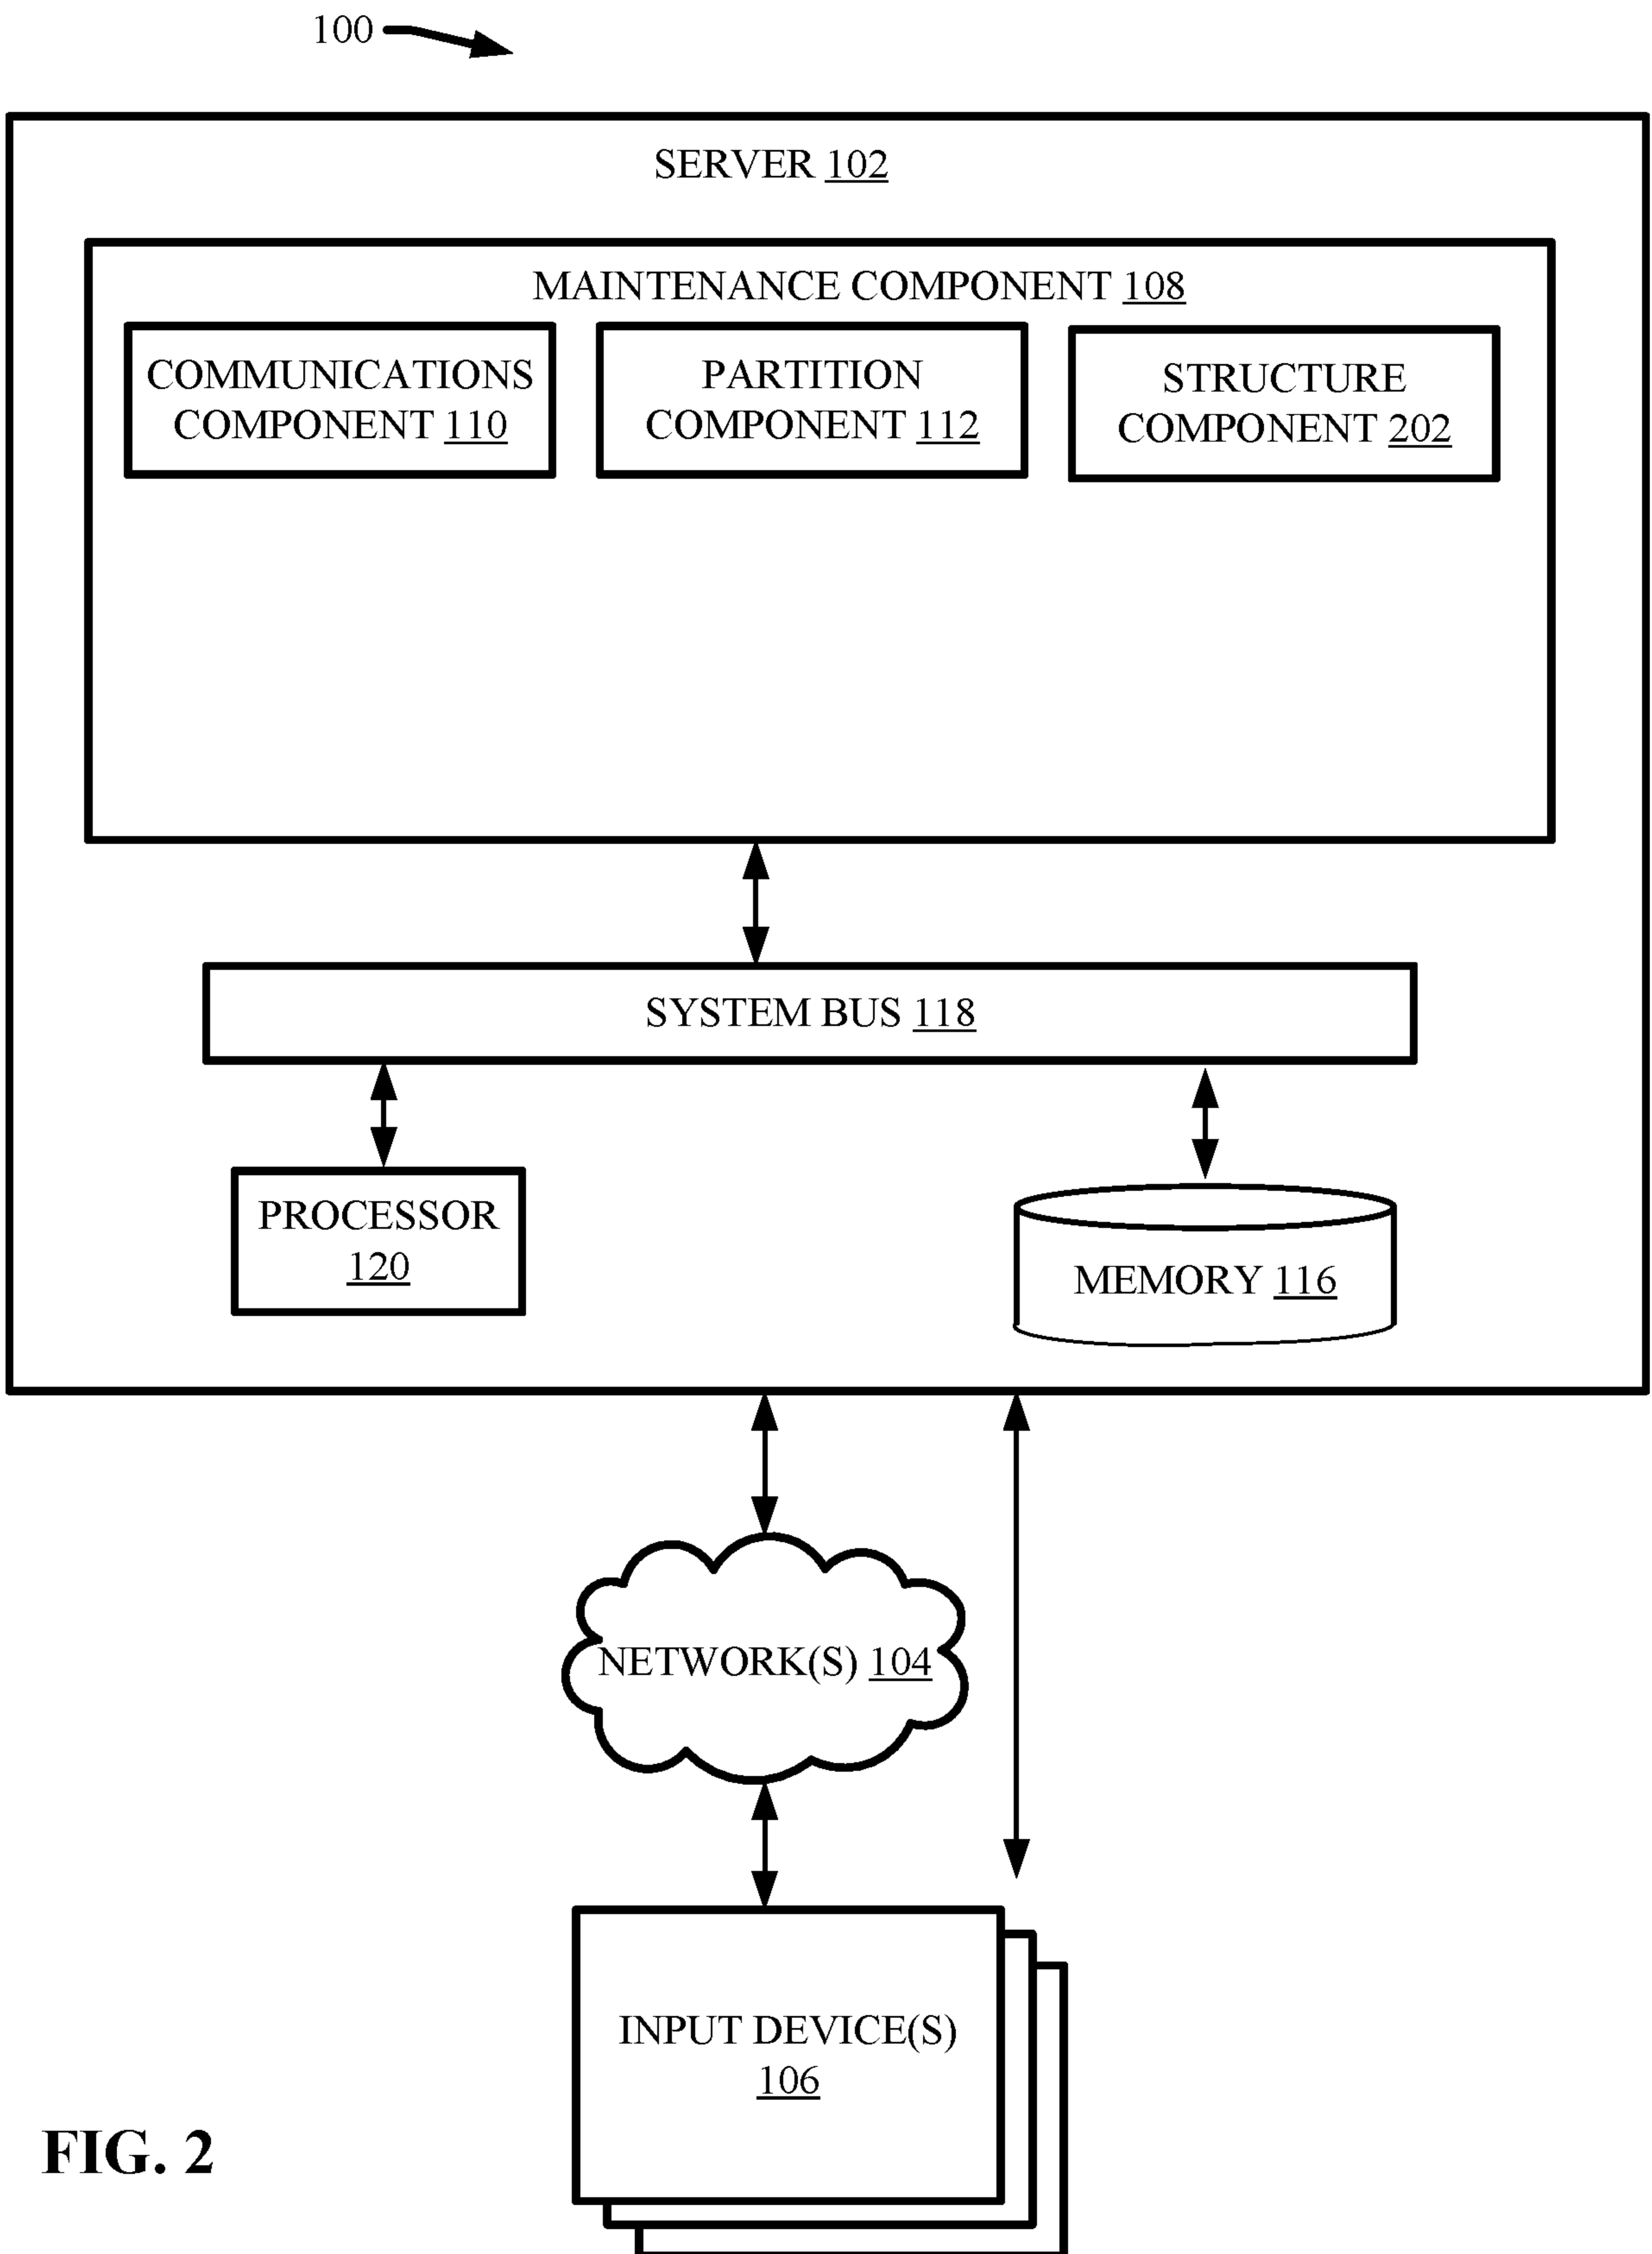 100
SERVER 102
MAINTENANCE COMPONENT 108
COMMUNICATIONS
COMPONENT 110
PARTITION
COMPONENT 112
STRUCTURE
COMPONENT 202
SYSTEM BUS 118
PROCESSOR
120
MEMORY 116
NETWORK(S) 104
INPUT DEVICE(S)
106
FIG. 2